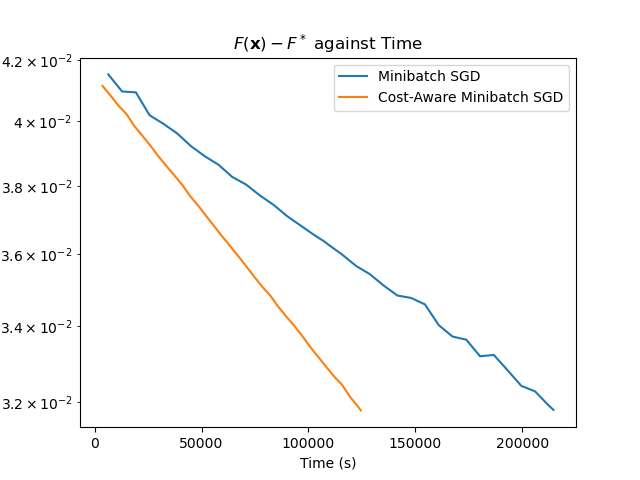 F(x) − F* against Time
Minibatch SGD
Cost-Aware Minibatch SGD
4.2 × 10⁻²
4 × 10⁻²
3.8 × 10⁻²
3.6 × 10⁻²
3.4 × 10⁻²
3.2 × 10⁻²
0 50000 100000 150000 200000
Time (s)